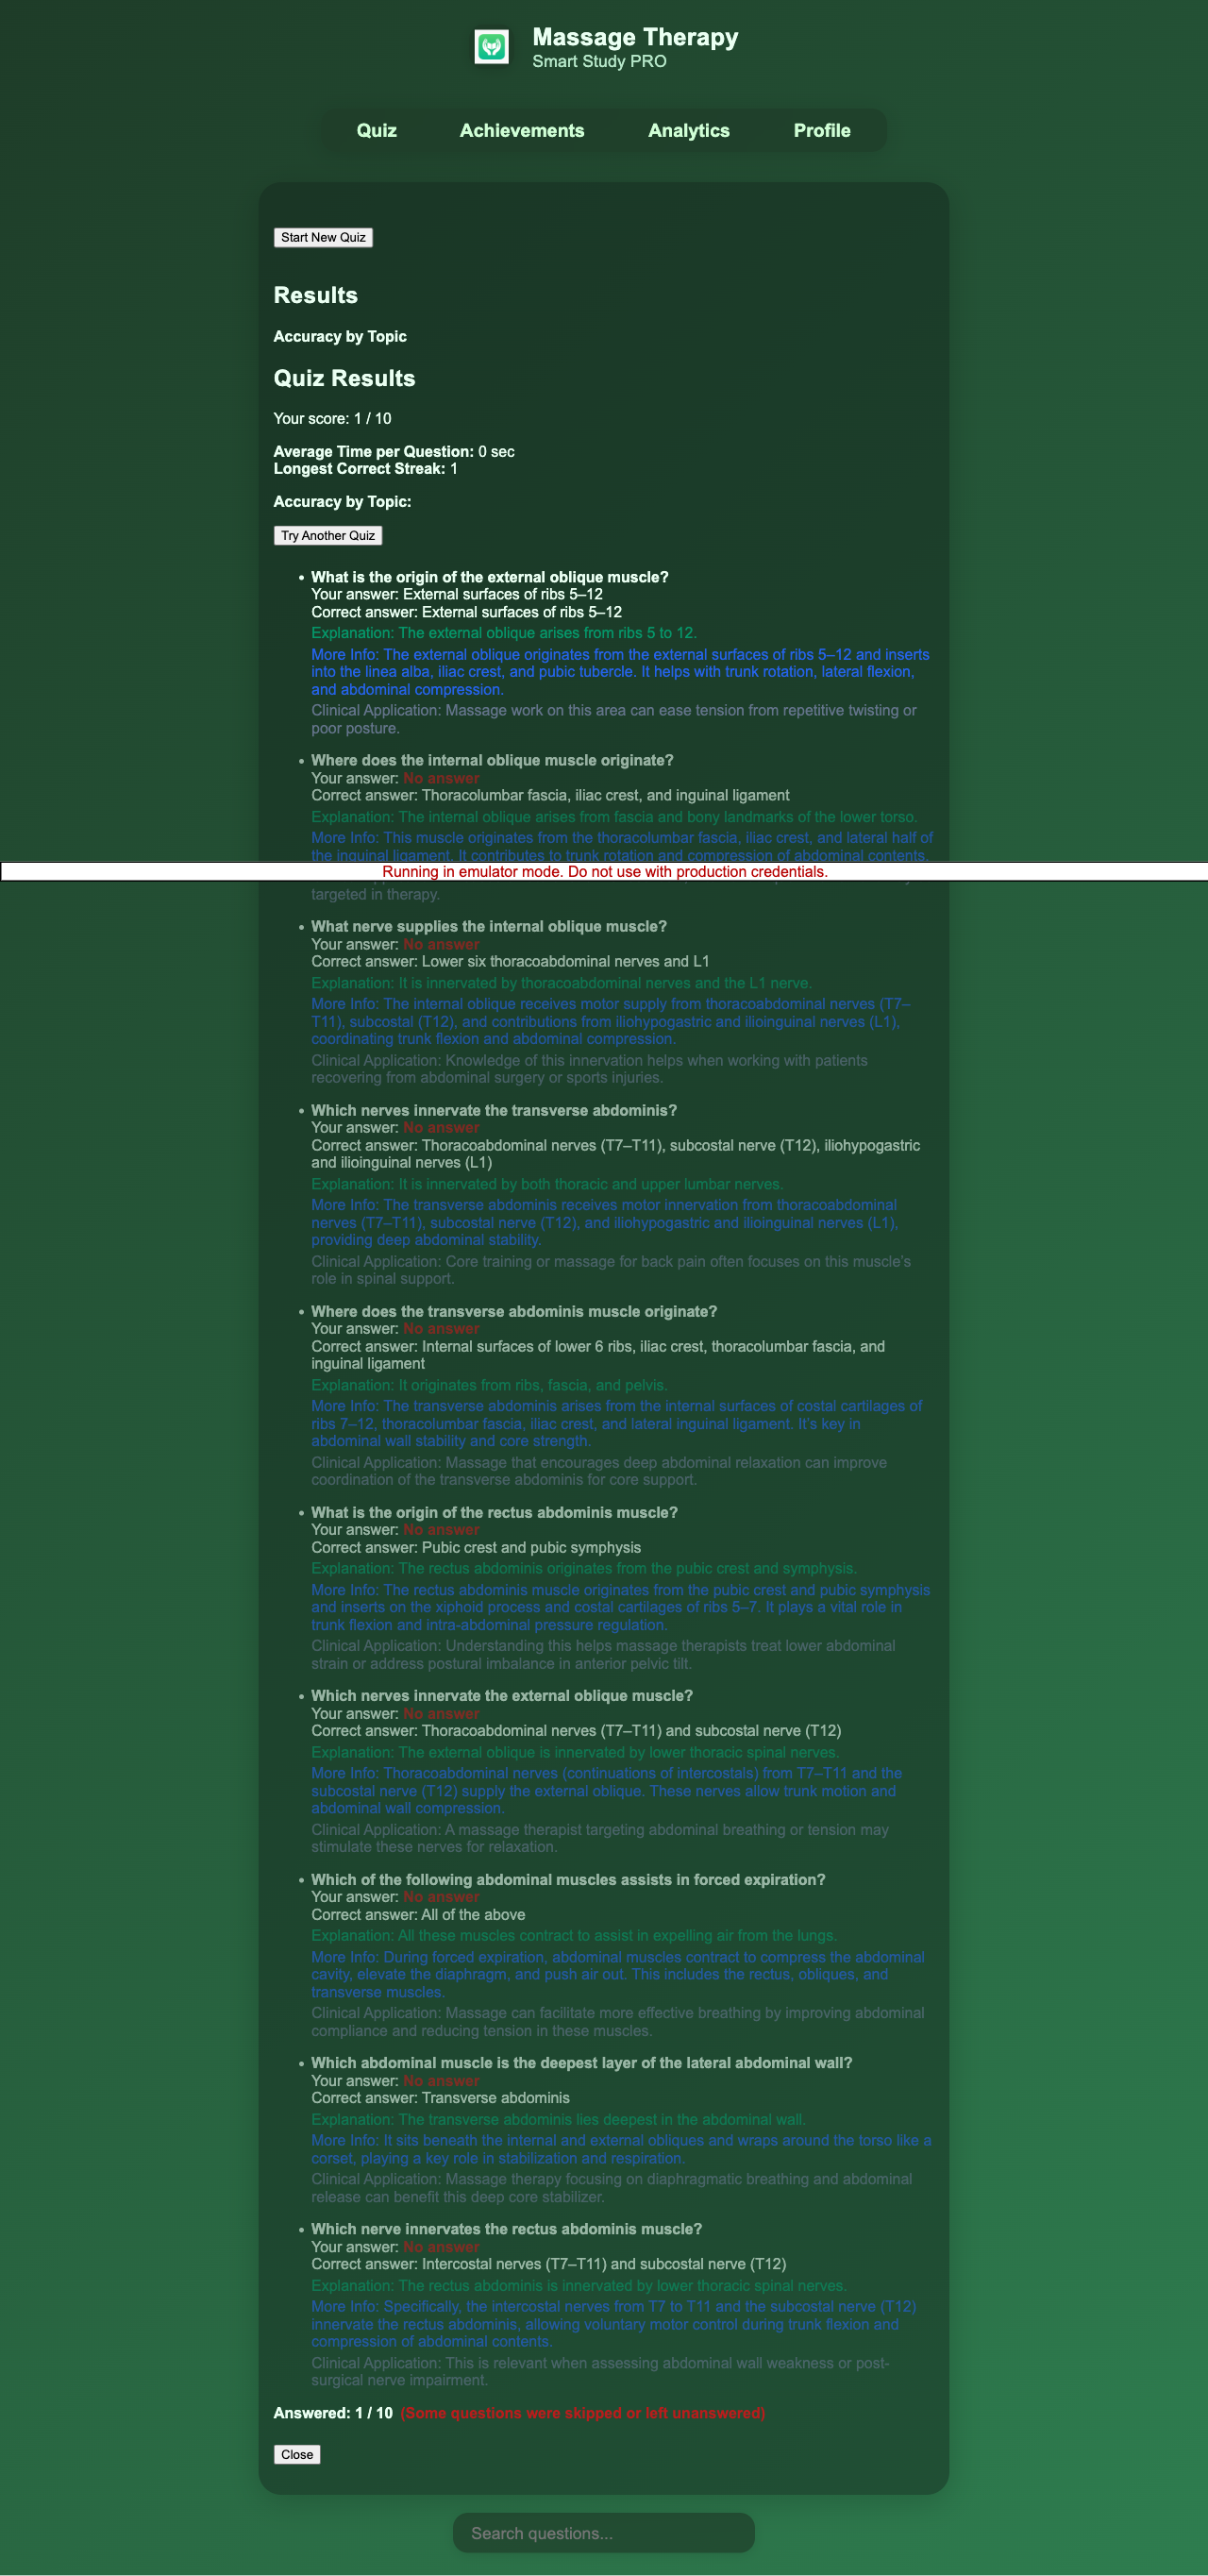 Massage Therapy
Smart Study PRO
Quiz
Achievements
Analytics
Profile
Start New Quiz
Results
Accuracy by Topic
Quiz Results
Your score: 1 / 10
Average Time per Question: 0 sec
Longest Correct Streak: 1
Accuracy by Topic:
Try Another Quiz
• What is the origin of the external oblique muscle?
Your answer: External surfaces of ribs 5–12
Correct answer: External surfaces of ribs 5–12
Explanation: The external oblique arises from ribs 5 to 12.
More Info: The external oblique originates from the external surfaces of ribs 5–12 and inserts
into the linea alba, iliac crest, and pubic tubercle. It helps with trunk rotation, lateral flexion,
and abdominal compression.
Clinical Application: Massage work on this area can ease tension from repetitive twisting or
poor posture.
• Where does the internal oblique muscle originate?
Your answer: No answer
Correct answer: Thoracolumbar fascia, iliac crest, and inguinal ligament
Explanation: The internal oblique arises from fascia and bony landmarks of the lower torso.
More Info: This muscle originates from the thoracolumbar fascia, iliac crest, and lateral half of
the inguinal ligament. It contributes to trunk rotation and compression of abdominal contents.
Running in emulator mode. Do not use with production credentials.
targeted in therapy.
• What nerve supplies the internal oblique muscle?
Your answer: No answer
Correct answer: Lower six thoracoabdominal nerves and L1
Explanation: It is innervated by thoracoabdominal nerves and the L1 nerve.
More Info: The internal oblique receives motor supply from thoracoabdominal nerves (T7–
T11), subcostal (T12), and contributions from iliohypogastric and ilioinguinal nerves (L1),
coordinating trunk flexion and abdominal compression.
Clinical Application: Knowledge of this innervation helps when working with patients
recovering from abdominal surgery or sports injuries.
• Which nerves innervate the transverse abdominis?
Your answer: No answer
Correct answer: Thoracoabdominal nerves (T7–T11), subcostal nerve (T12), iliohypogastric
and ilioinguinal nerves (L1)
Explanation: It is innervated by both thoracic and upper lumbar nerves.
More Info: The transverse abdominis receives motor innervation from thoracoabdominal
nerves (T7–T11), subcostal nerve (T12), and iliohypogastric and ilioinguinal nerves (L1),
providing deep abdominal stability.
Clinical Application: Core training or massage for back pain often focuses on this muscle's
role in spinal support.
• Where does the transverse abdominis muscle originate?
Your answer: No answer
Correct answer: Internal surfaces of lower 6 ribs, iliac crest, thoracolumbar fascia, and
inguinal ligament
Explanation: It originates from ribs, fascia, and pelvis.
More Info: The transverse abdominis arises from the internal surfaces of costal cartilages of
ribs 7–12, thoracolumbar fascia, iliac crest, and lateral inguinal ligament. It's key in
abdominal wall stability and core strength.
Clinical Application: Massage that encourages deep abdominal relaxation can improve
coordination of the transverse abdominis for core support.
• What is the origin of the rectus abdominis muscle?
Your answer: No answer
Correct answer: Pubic crest and pubic symphysis
Explanation: The rectus abdominis originates from the pubic crest and symphysis.
More Info: The rectus abdominis muscle originates from the pubic crest and pubic symphysis
and inserts on the xiphoid process and costal cartilages of ribs 5–7. It plays a vital role in
trunk flexion and intra-abdominal pressure regulation.
Clinical Application: Understanding this helps massage therapists treat lower abdominal
strain or address postural imbalance in anterior pelvic tilt.
• Which nerves innervate the external oblique muscle?
Your answer: No answer
Correct answer: Thoracoabdominal nerves (T7–T11) and subcostal nerve (T12)
Explanation: The external oblique is innervated by lower thoracic spinal nerves.
More Info: Thoracoabdominal nerves (continuations of intercostals) from T7–T11 and the
subcostal nerve (T12) supply the external oblique. These nerves allow trunk motion and
abdominal wall compression.
Clinical Application: A massage therapist targeting abdominal breathing or tension may
stimulate these nerves for relaxation.
• Which of the following abdominal muscles assists in forced expiration?
Your answer: No answer
Correct answer: All of the above
Explanation: All these muscles contract to assist in expelling air from the lungs.
More Info: During forced expiration, abdominal muscles contract to compress the abdominal
cavity, elevate the diaphragm, and push air out. This includes the rectus, obliques, and
transverse muscles.
Clinical Application: Massage can facilitate more effective breathing by improving abdominal
compliance and reducing tension in these muscles.
• Which abdominal muscle is the deepest layer of the lateral abdominal wall?
Your answer: No answer
Correct answer: Transverse abdominis
Explanation: The transverse abdominis lies deepest in the abdominal wall.
More Info: It sits beneath the internal and external obliques and wraps around the torso like a
corset, playing a key role in stabilization and respiration.
Clinical Application: Massage therapy focusing on diaphragmatic breathing and abdominal
release can benefit this deep core stabilizer.
• Which nerve innervates the rectus abdominis muscle?
Your answer: No answer
Correct answer: Intercostal nerves (T7–T11) and subcostal nerve (T12)
Explanation: The rectus abdominis is innervated by lower thoracic spinal nerves.
More Info: Specifically, the intercostal nerves from T7 to T11 and the subcostal nerve (T12)
innervate the rectus abdominis, allowing voluntary motor control during trunk flexion and
compression of abdominal contents.
Clinical Application: This is relevant when assessing abdominal wall weakness or post-
surgical nerve impairment.
Answered: 1 / 10 (Some questions were skipped or left unanswered)
Close
Search questions...